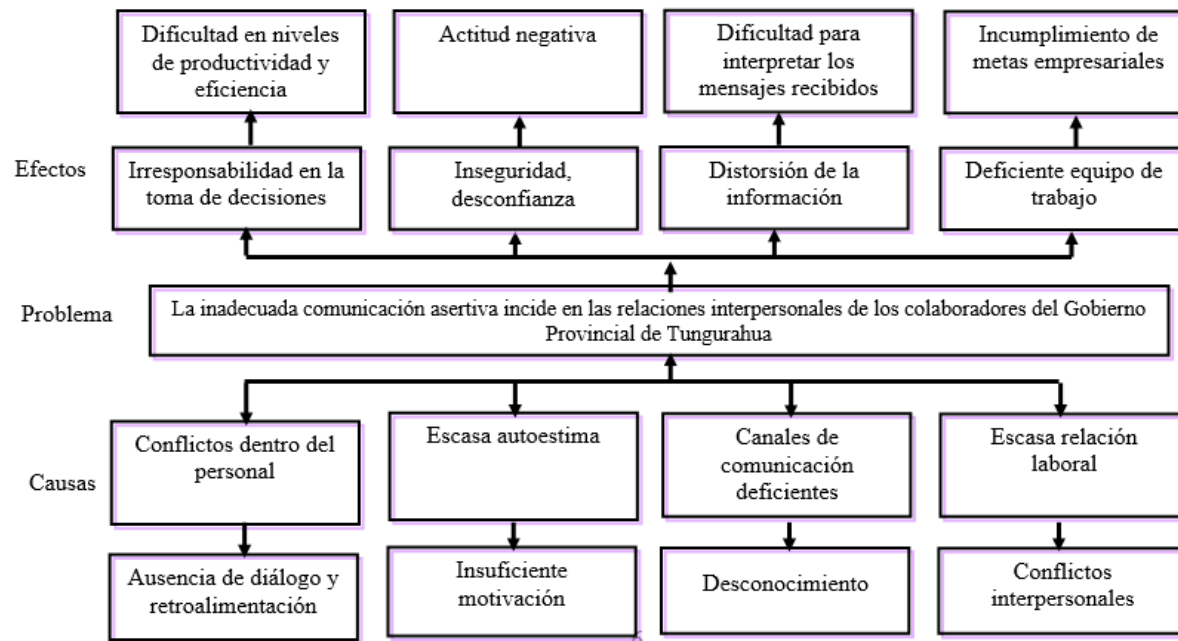 Dificultad en niveles
de productividad y
eficiencia
Actitud negativa
Dificultad para
interpretar los
mensajes recibidos
Incumplimiento de
metas empresariales
Efectos
Irresponsabilidad en la
toma de decisiones
Inseguridad,
desconfianza
Distorsión de la
información
Deficiente equipo de
trabajo
Problema
La inadecuada comunicación asertiva incide en las relaciones interpersonales de los colaboradores del Gobierno
Provincial de Tungurahua
Causas
Conflictos dentro del
personal
Escasa autoestima
Canales de
comunicación
deficientes
Escasa relación
laboral
Ausencia de diálogo y
retroalimentación
Insuficiente
motivación
Desconocimiento
Conflictos
interpersonales